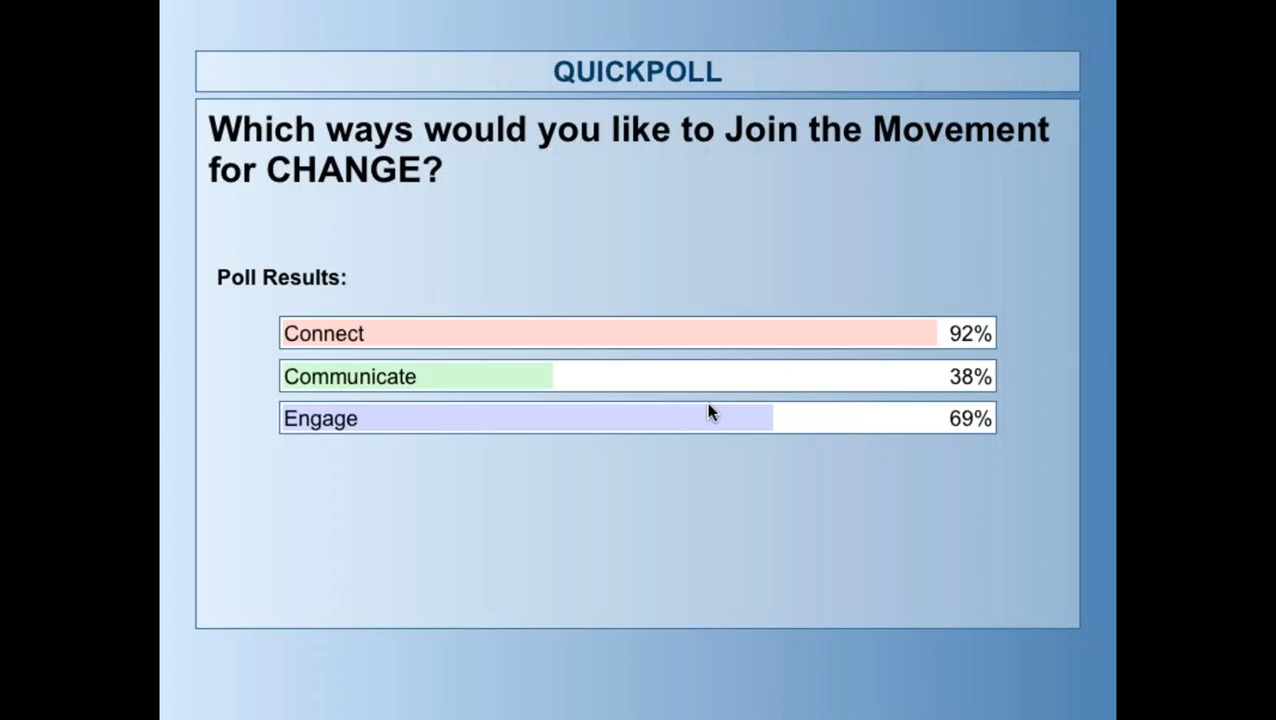 QUICKPOLL
Which ways would you like to Join the Movement
for CHANGE?
Poll Results:
Connect 92%
Communicate 38%
Engage 69%